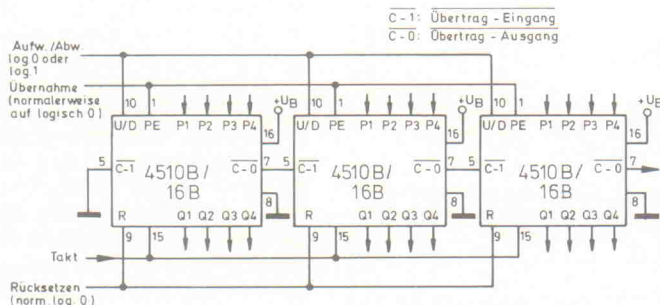 C-1: Übertrag - Eingang
C-0: Übertrag - Ausgang
Aufw./Abw.
log 0 oder
log.1
Übernahme
(normalerweise
auf logisch 0)
10 1 +UB 10 1 +UB 10 1 +UB
U/D PE P1 P2 P3 P4 16 U/D PE P1 P2 P3 P4 16 U/D PE P1 P2 P3 P4 16
5 C-1 4510B/ C-0 7 5 C-1 4510B/ C-0 7 5 C-1 4510B/ C-0 7
16B 16B 16B
8 8 8
R Q1 Q2 Q3 Q4 R Q1 Q2 Q3 Q4 R Q1 Q2 Q3 Q4
9 15 9 15 9 15
Takt
Rücksetzen
(norm. log. 0)